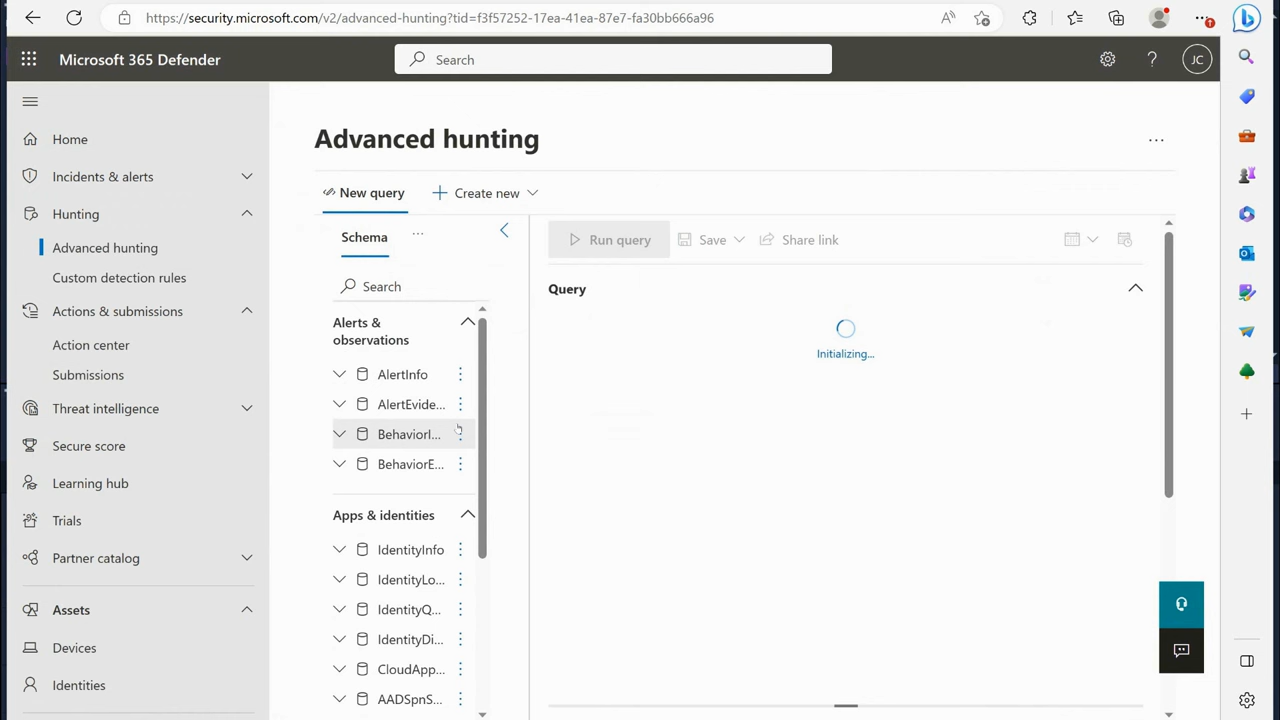 https://security.microsoft.com/v2/advanced-hunting?tid=f3f57252-17ea-41ea-87e7-fa30bb666a96
Microsoft 365 Defender
Search
JC
Home
Incidents & alerts
Hunting
Advanced hunting
Custom detection rules
Actions & submissions
Action center
Submissions
Threat intelligence
Secure score
Learning hub
Trials
Partner catalog
Assets
Devices
Identities
Advanced hunting
New query
Create new
Schema
Search
Alerts &
observations
AlertInfo
AlertEvide...
BehaviorI...
BehaviorE...
Apps & identities
IdentityInfo
IdentityLo...
IdentityQ...
IdentityDi...
CloudApp...
AADSpnS...
Run query
Save
Share link
Query
Initializing...